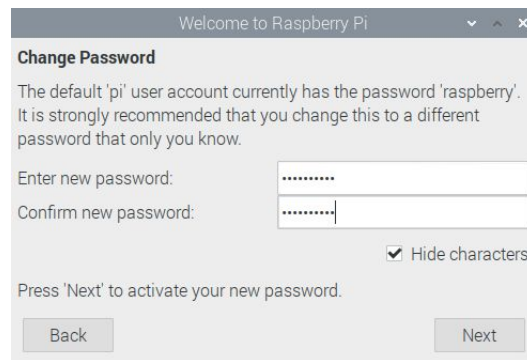 Welcome to Raspberry Pi
Change Password
The default 'pi' user account currently has the password 'raspberry'.
It is strongly recommended that you change this to a different
password that only you know.
Enter new password: ••••••••••
Confirm new password: ••••••••••
Hide characters
Press 'Next' to activate your new password.
Back Next